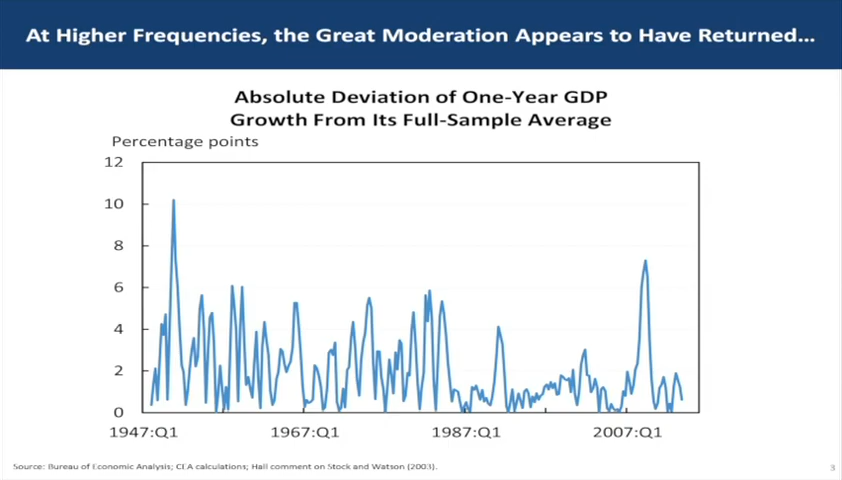 At Higher Frequencies, the Great Moderation Appears to Have Returned…
Absolute Deviation of One-Year GDP
Growth From Its Full-Sample Average
Percentage points
12
10
8
6
4
2
0
1947:Q1 1967:Q1 1987:Q1 2007:Q1
Source: Bureau of Economic Analysis; CEA calculations; Hall comment on Stock and Watson (2003).
3